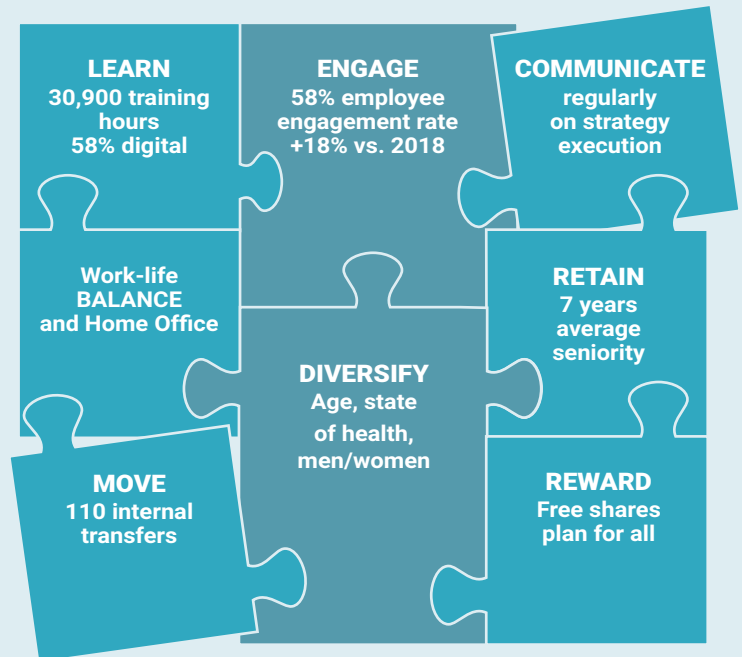 LEARN
30,900 training
hours
58% digital
ENGAGE
58% employee
engagement rate
+18% vs. 2018
COMMUNICATE
regularly
on strategy
execution
Work-life
BALANCE
and Home Office
RETAIN
7 years
average
seniority
DIVERSIFY
Age, state
of health,
men/women
MOVE
110 internal
transfers
REWARD
Free shares
plan for all